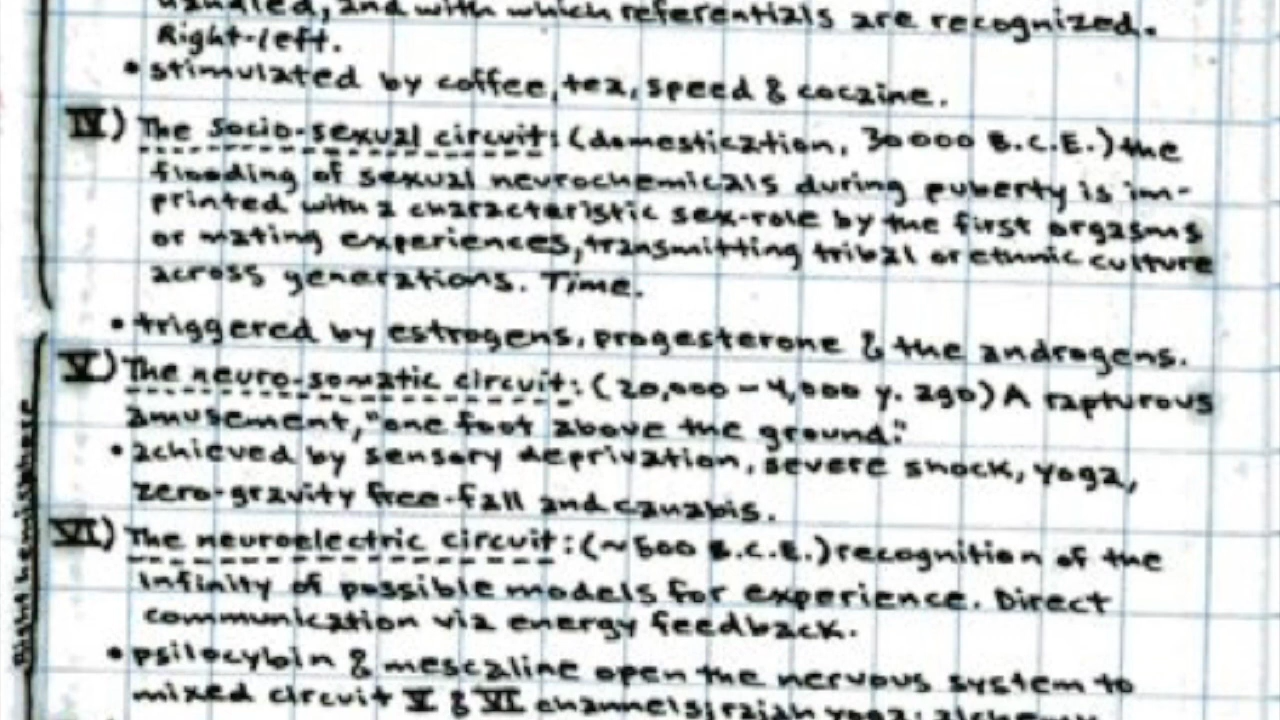 handled, and with which referentials are recognized.
Right-left.
• stimulated by coffee, tea, speed & cocaine.
IV) The socio-sexual circuit: (domestication, 30000 B.C.E.) the
flooding of sexual neurochemicals during puberty is im-
printed with a characteristic sex-role by the first orgasms
or mating experiences, transmitting tribal or ethnic culture
across generations. Time.
• triggered by estrogens, progesterone & the androgens.
V) The neuro-somatic circuit: (20,000 – 4,000 y. ago) A rapturous
amusement, "one foot above the ground."
• achieved by sensory deprivation, severe shock, yoga,
zero-gravity free-fall and canabis.
VI) The neuroelectric circuit: (~500 B.C.E.) recognition of the
infinity of possible models for experience. Direct
communication via energy feedback.
• psilocybin & mescaline open the nervous system to
mixed circuit V & VI channels; rajah yoga; alchemy
Right hemisphere